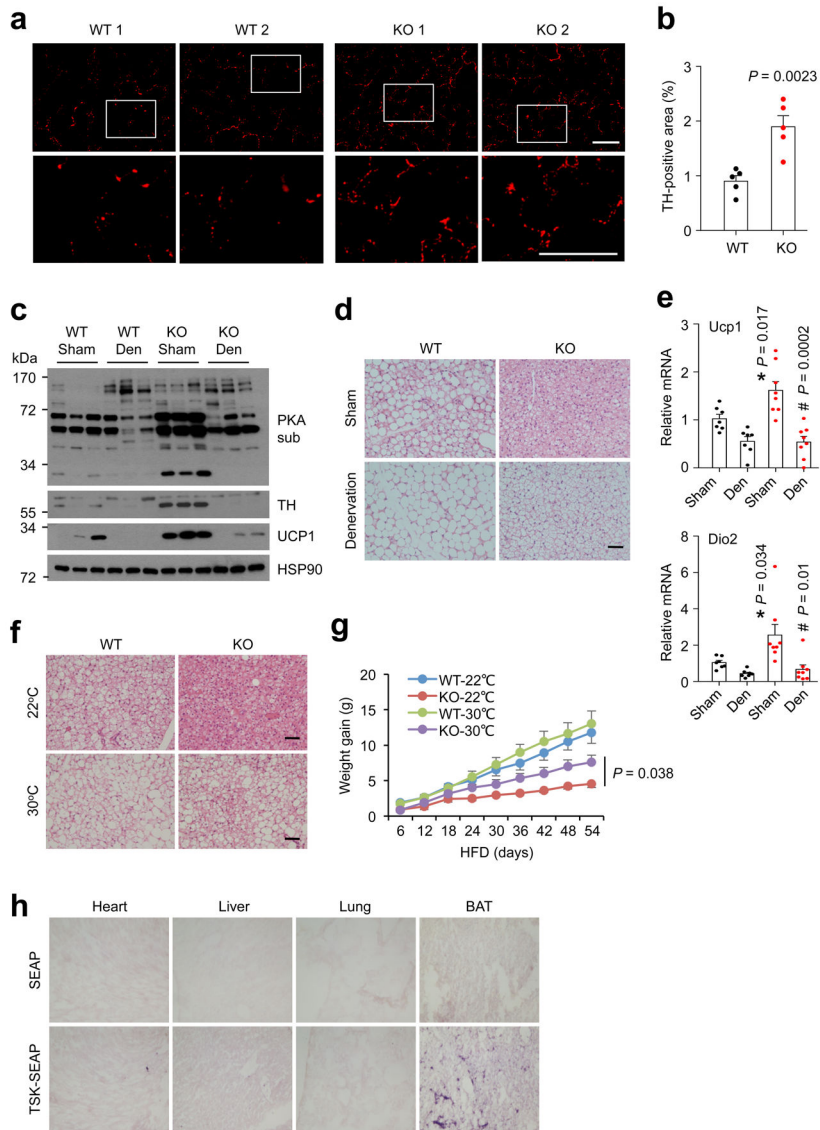 a
WT 1
WT 2
KO 1
KO 2
b
P = 0.0023
TH-positive area (%)
3
2
1
0
WT
KO
c
WT
Sham
WT
Den
KO
Sham
KO
Den
kDa
170
72
34
PKA
sub
55
TH
34
UCP1
72
HSP90
d
WT
KO
Sham
Denervation
e
Ucp1
Relative mRNA
3
2
1
0
* P = 0.017
# P = 0.0002
Sham
Den
Sham
Den
Dio2
Relative mRNA
8
6
4
2
0
* P = 0.034
# P = 0.01
Sham
Den
Sham
Den
f
WT
KO
22°C
30°C
g
Weight gain (g)
20
15
10
5
0
WT-22℃
KO-22℃
WT-30℃
KO-30℃
P = 0.038
6 12 18 24 30 36 42 48 54
HFD (days)
h
Heart
Liver
Lung
BAT
SEAP
TSK-SEAP